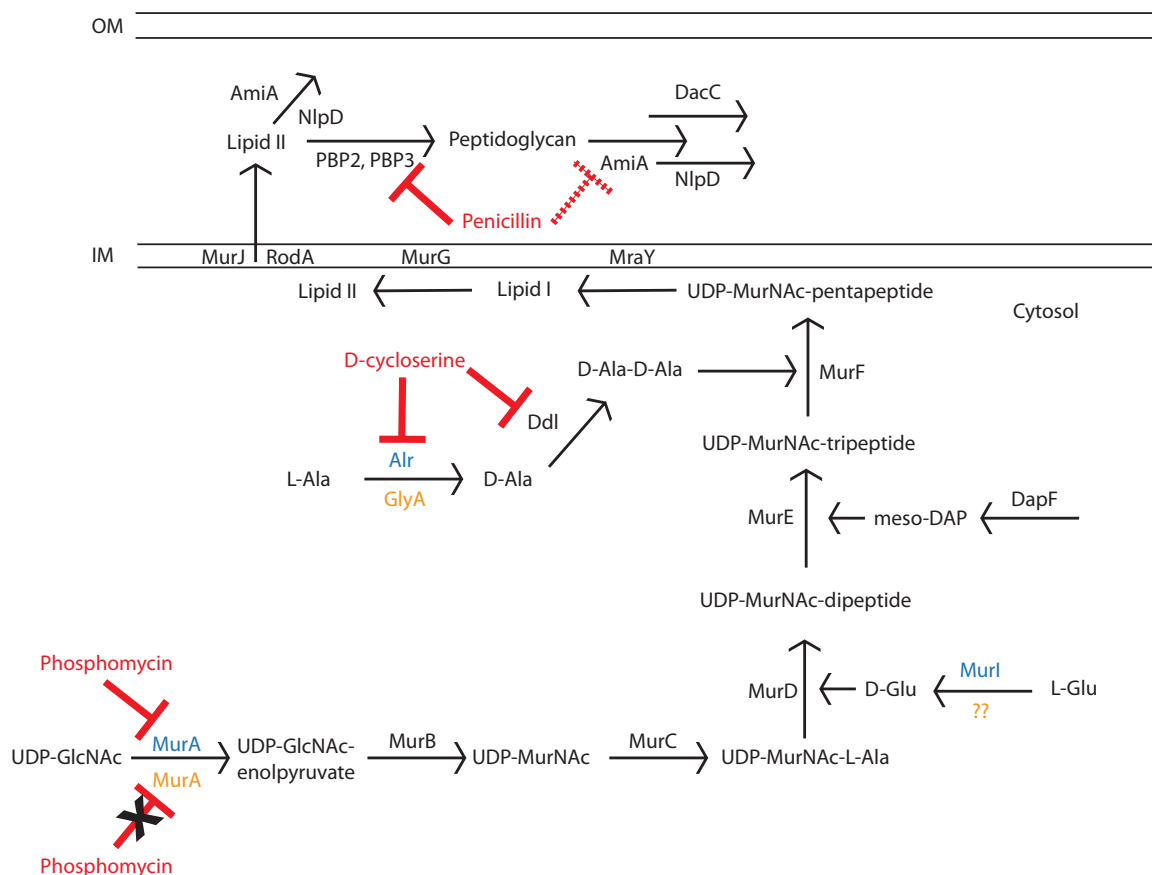 OM
AmiA
NlpD
DacC
Lipid II
PBP2, PBP3
Peptidoglycan
AmiA
NlpD
Penicillin
IM
MurJ
RodA
MurG
MraY
Lipid II
Lipid I
UDP-MurNAc-pentapeptide
Cytosol
D-cycloserine
D-Ala-D-Ala
MurF
Ddl
UDP-MurNAc-tripeptide
L-Ala
Alr
GlyA
D-Ala
MurE
meso-DAP
DapF
UDP-MurNAc-dipeptide
Phosphomycin
MurD
D-Glu
MurI
??
L-Glu
UDP-GlcNAc
MurA
MurA
UDP-GlcNAc-
enolpyruvate
MurB
UDP-MurNAc
MurC
UDP-MurNAc-L-Ala
X
Phosphomycin